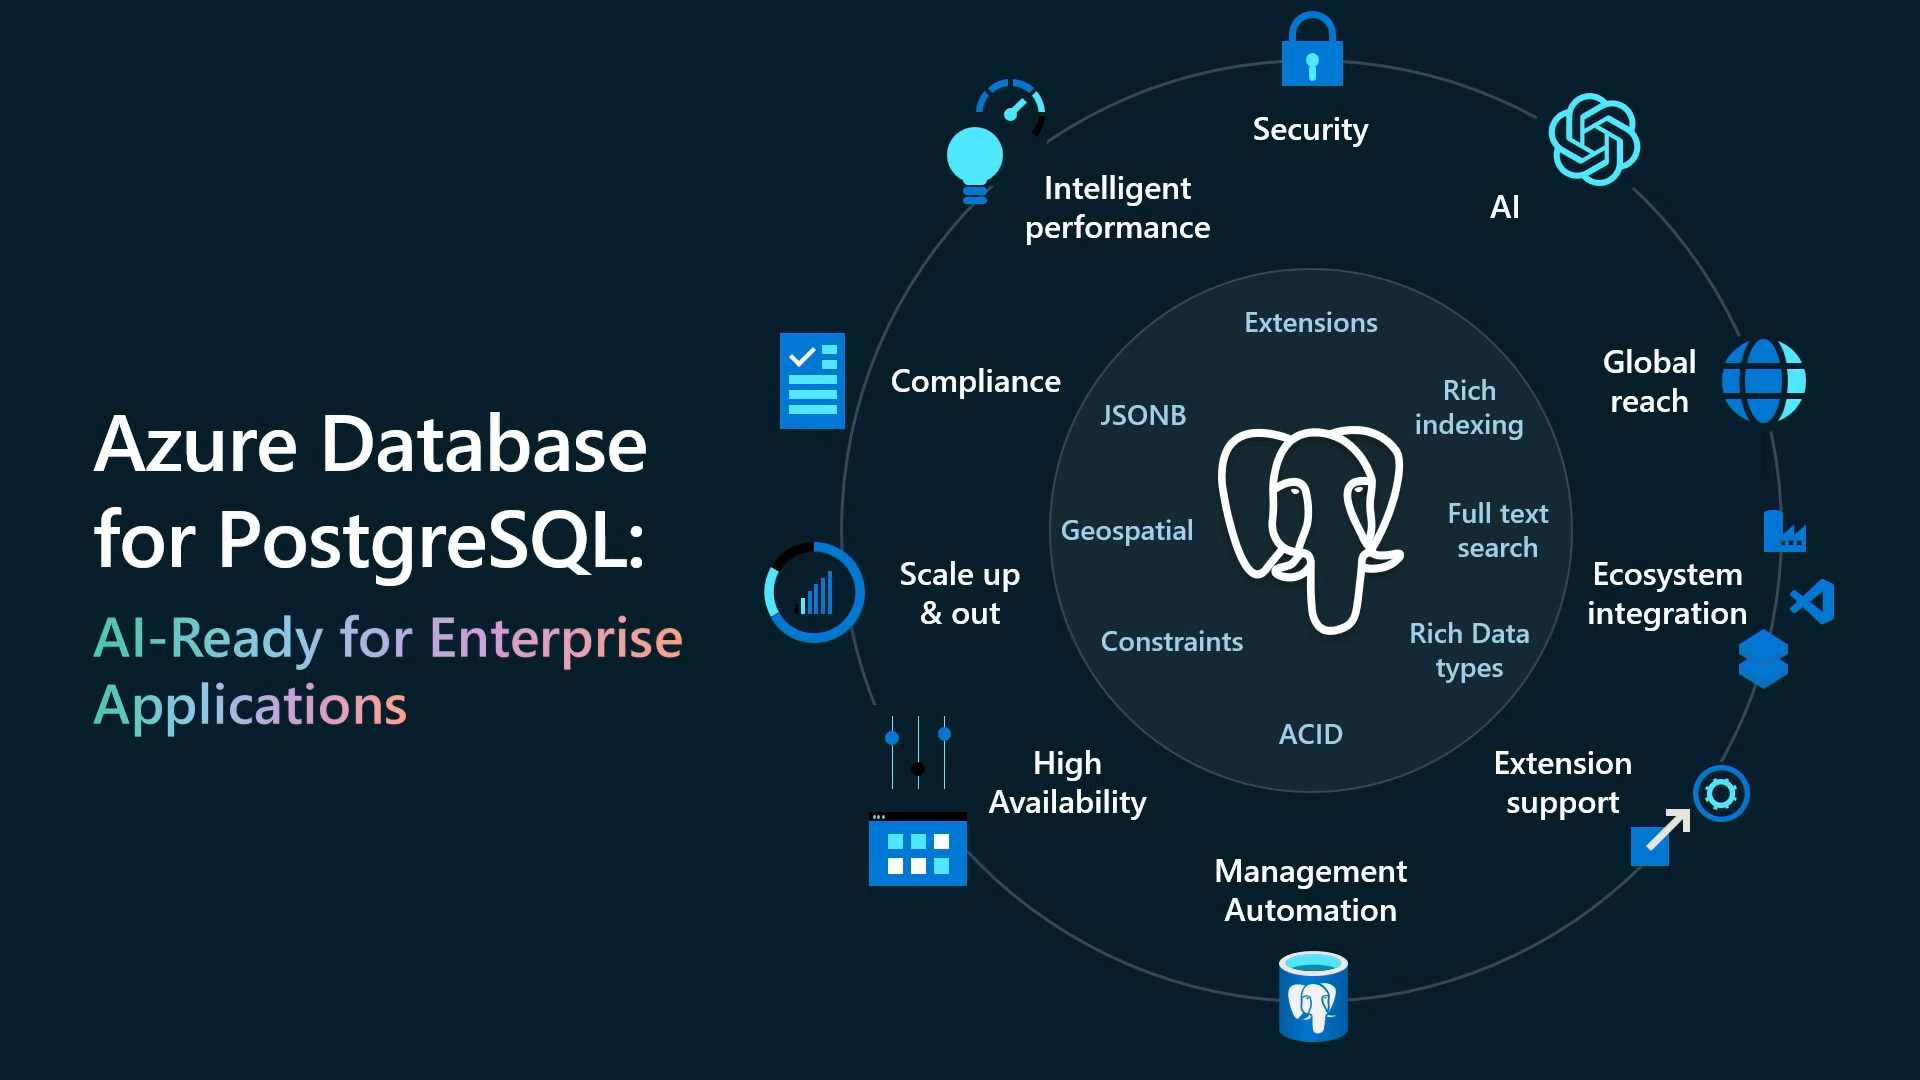 Azure Database
for PostgreSQL:
AI-Ready for Enterprise
Applications
Security
AI
Intelligent
performance
Global
reach
Compliance
Ecosystem
integration
Scale up
& out
Extension
support
High
Availability
Management
Automation
Extensions
Rich
indexing
JSONB
Full text
search
Geospatial
Rich Data
types
Constraints
ACID